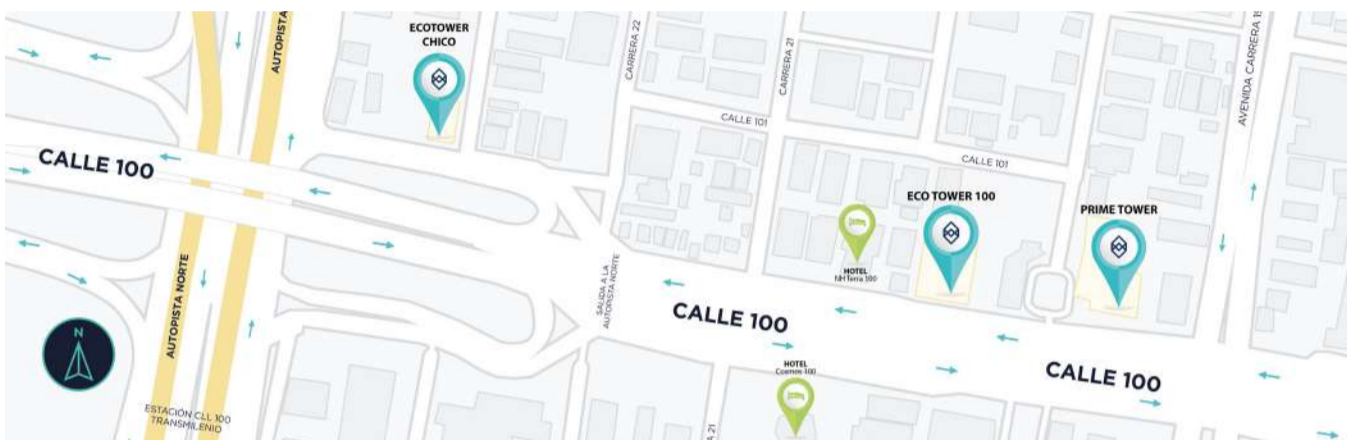 ECOTOWER
CHICO
AUTOPISTA
CARRERA 22
CARRERA 21
AVENIDA CARRERA 19
CALLE 101
CALLE 101
CALLE 100
ECO TOWER 100
PRIME TOWER
HOTEL
NH Terra 100
AUTOPISTA NORTE
SALIDA A LA
AUTOPISTA NORTE
CALLE 100
N
HOTEL
Cosmos 100
CALLE 100
ESTACIÓN CLL 100
TRANSMILENIO
A 21